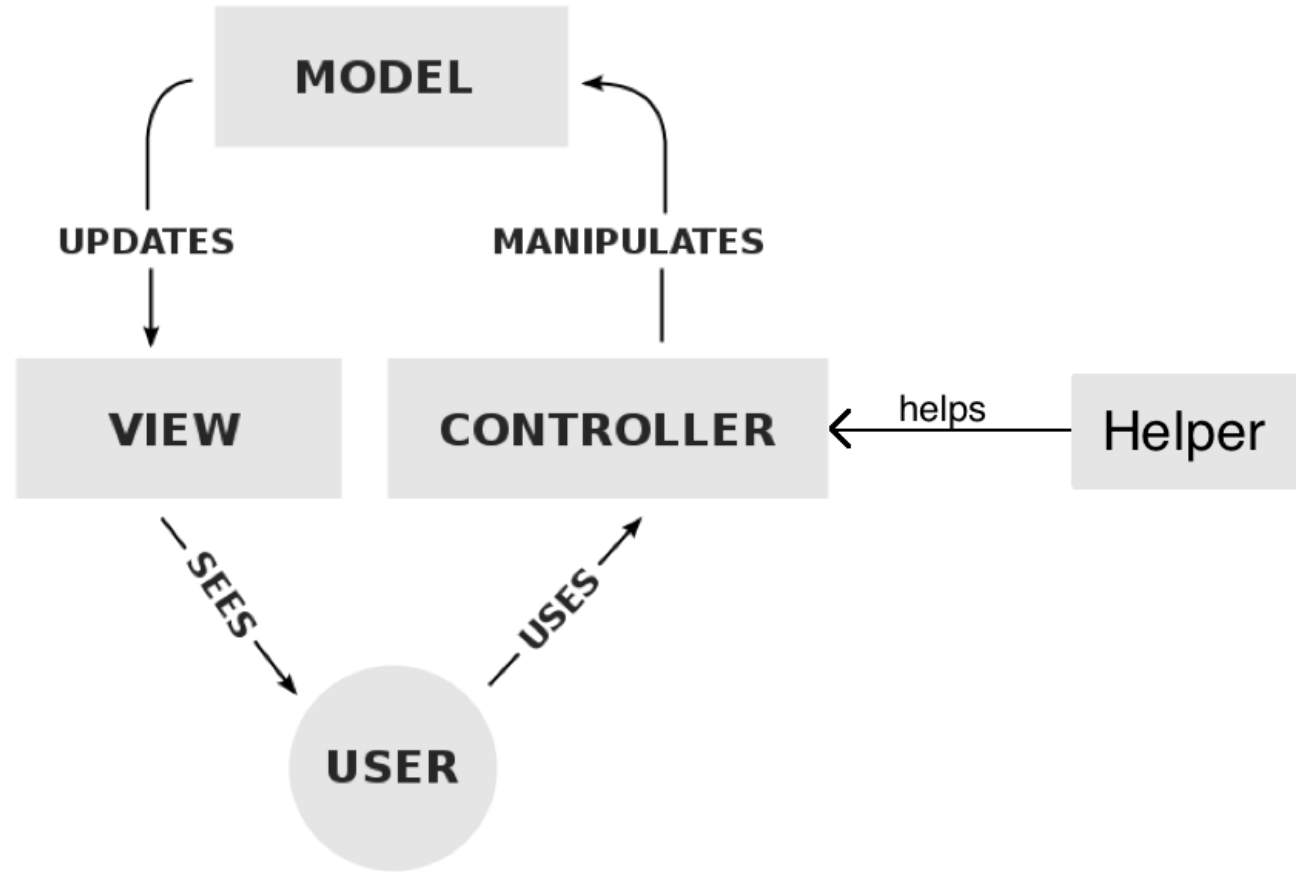 MODEL
UPDATES
MANIPULATES
VIEW
CONTROLLER
helps
Helper
SEES
USES
USER